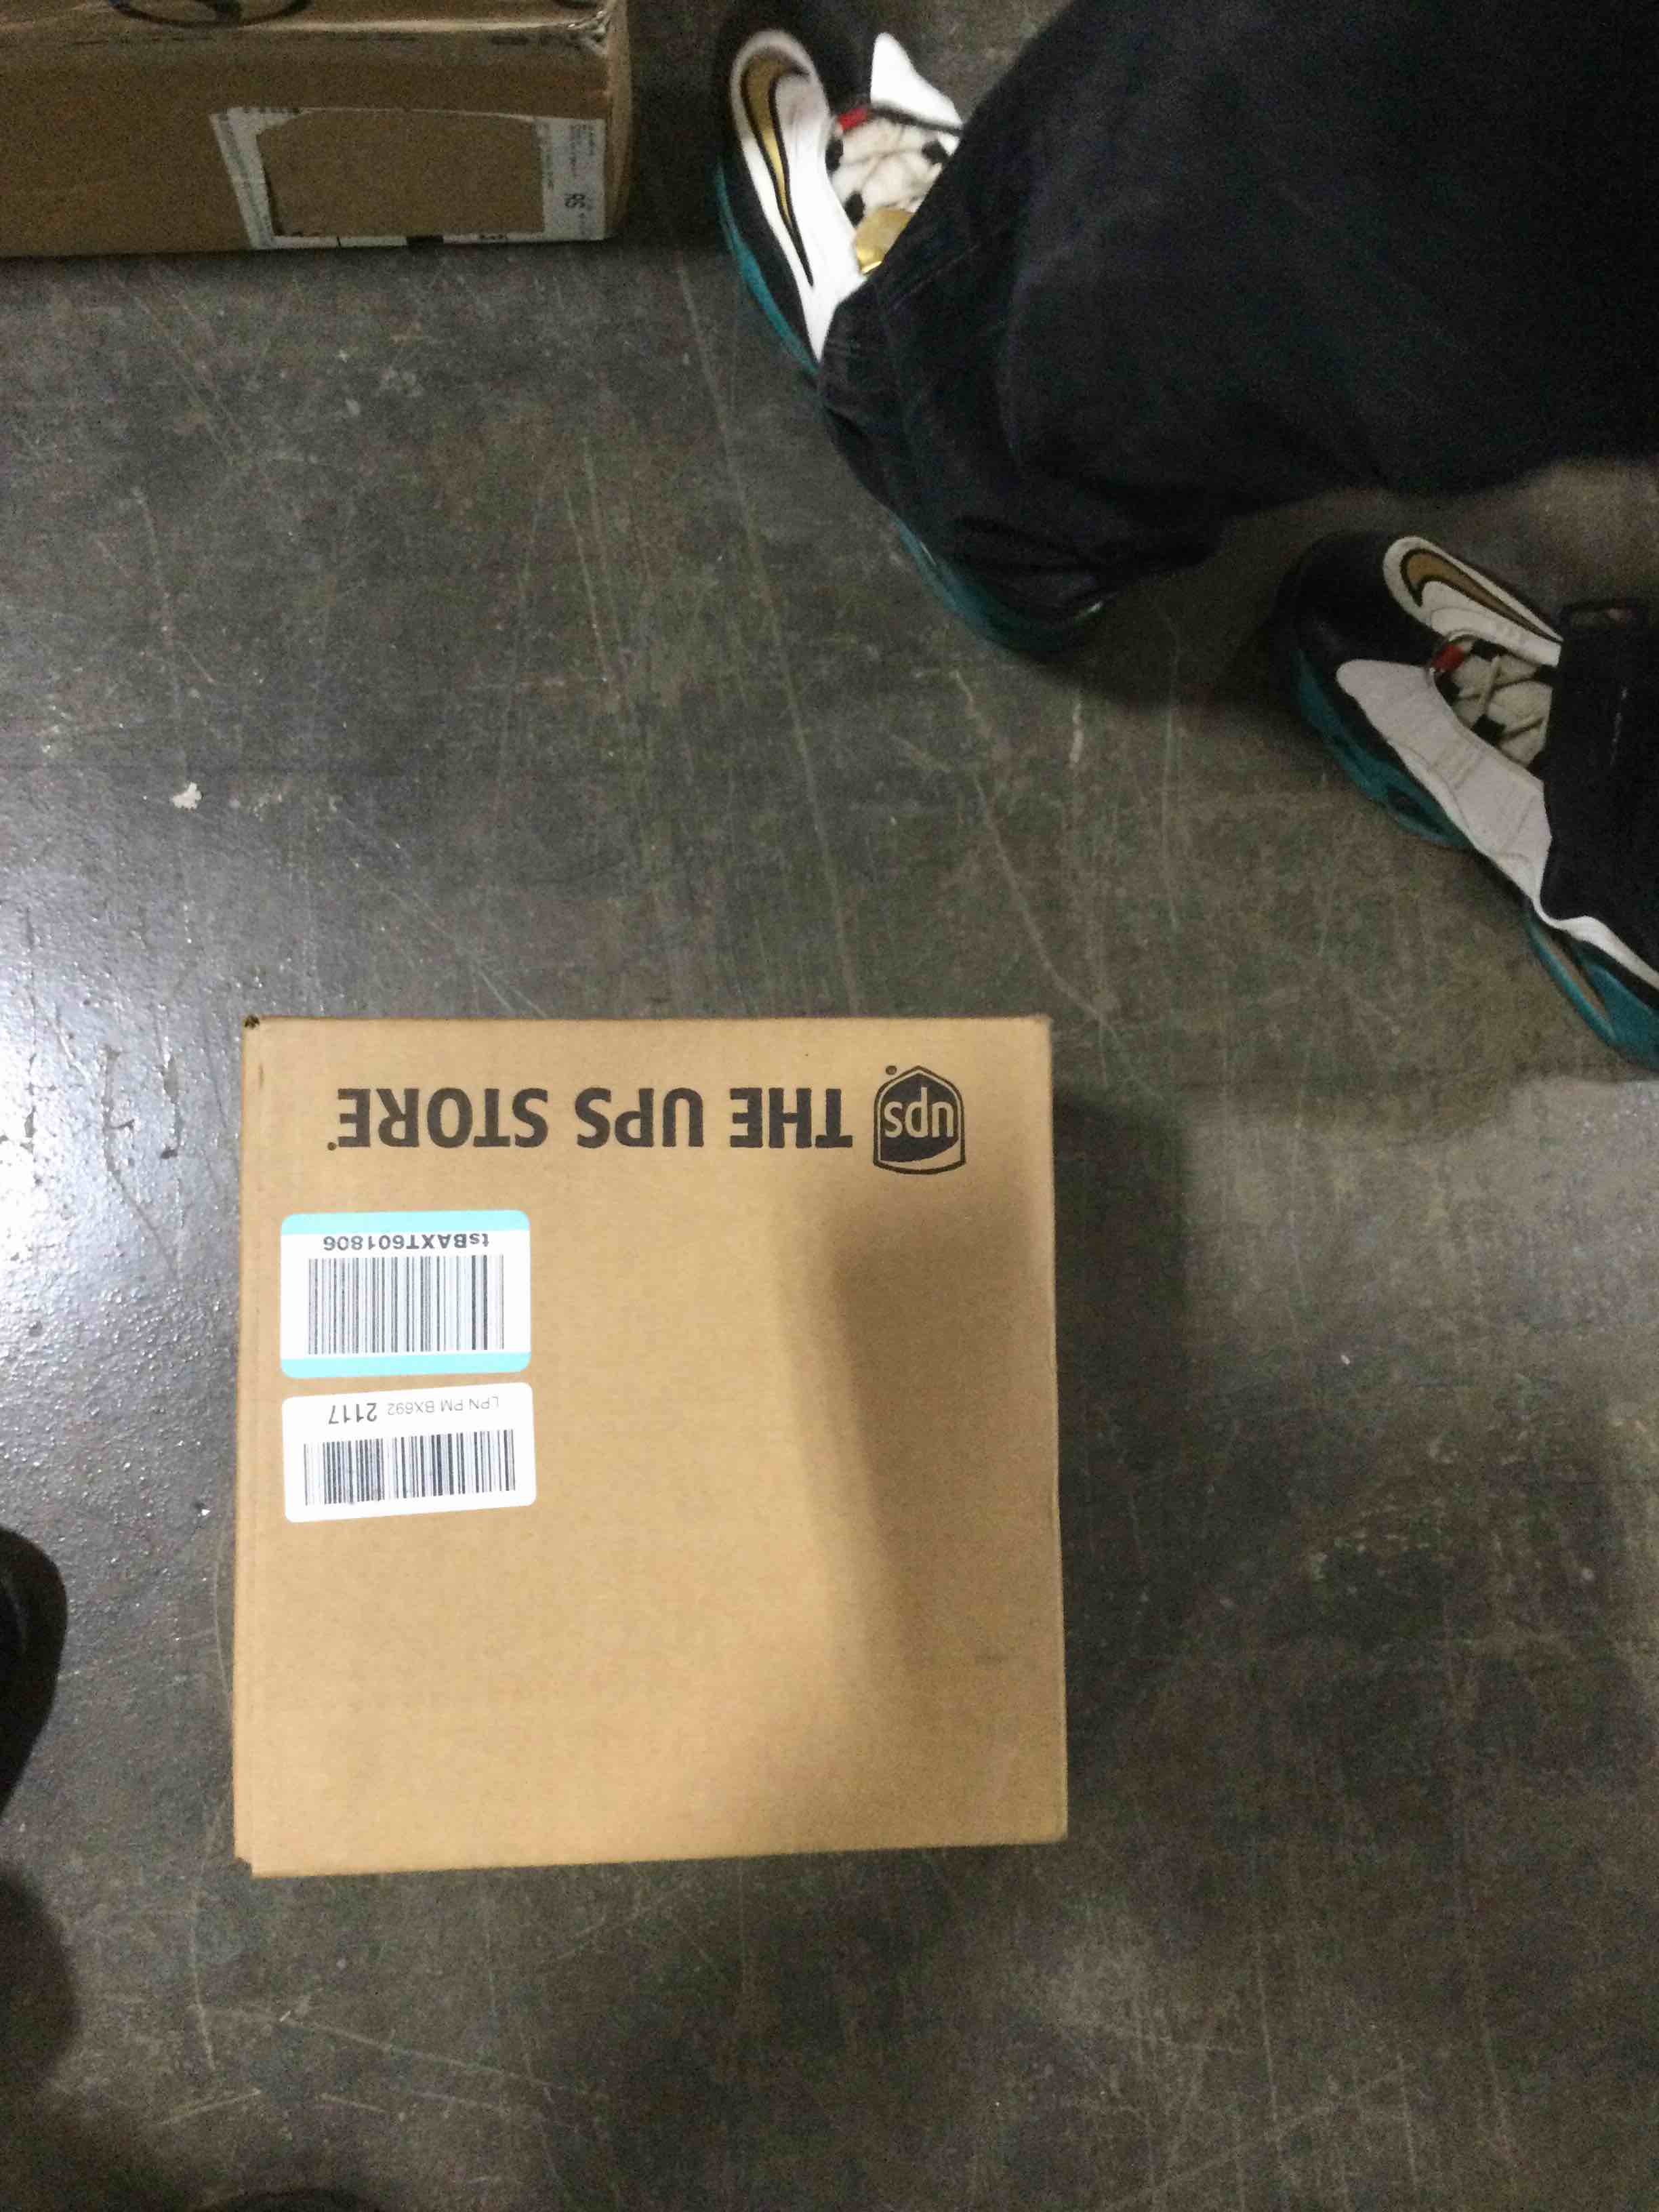 ups
THE UPS STORE
tsBAXT601806
LPN PM BX692 2117